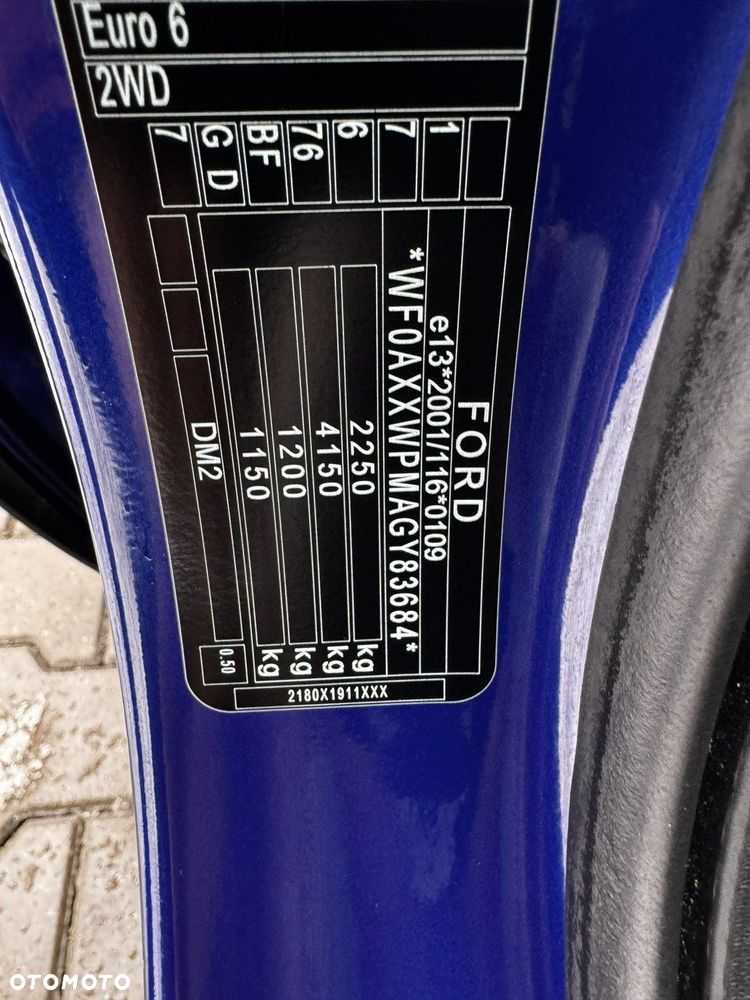 Euro 6
2WD
1
7
6
76
BF
G D
7
FORD
e13*2001/116*0109
*WF0AXXWPMAGY83684*
2250 kg
4150 kg
1200 kg
1150 kg
DM2
0.50
2180X1911XXX
OTOMOTO